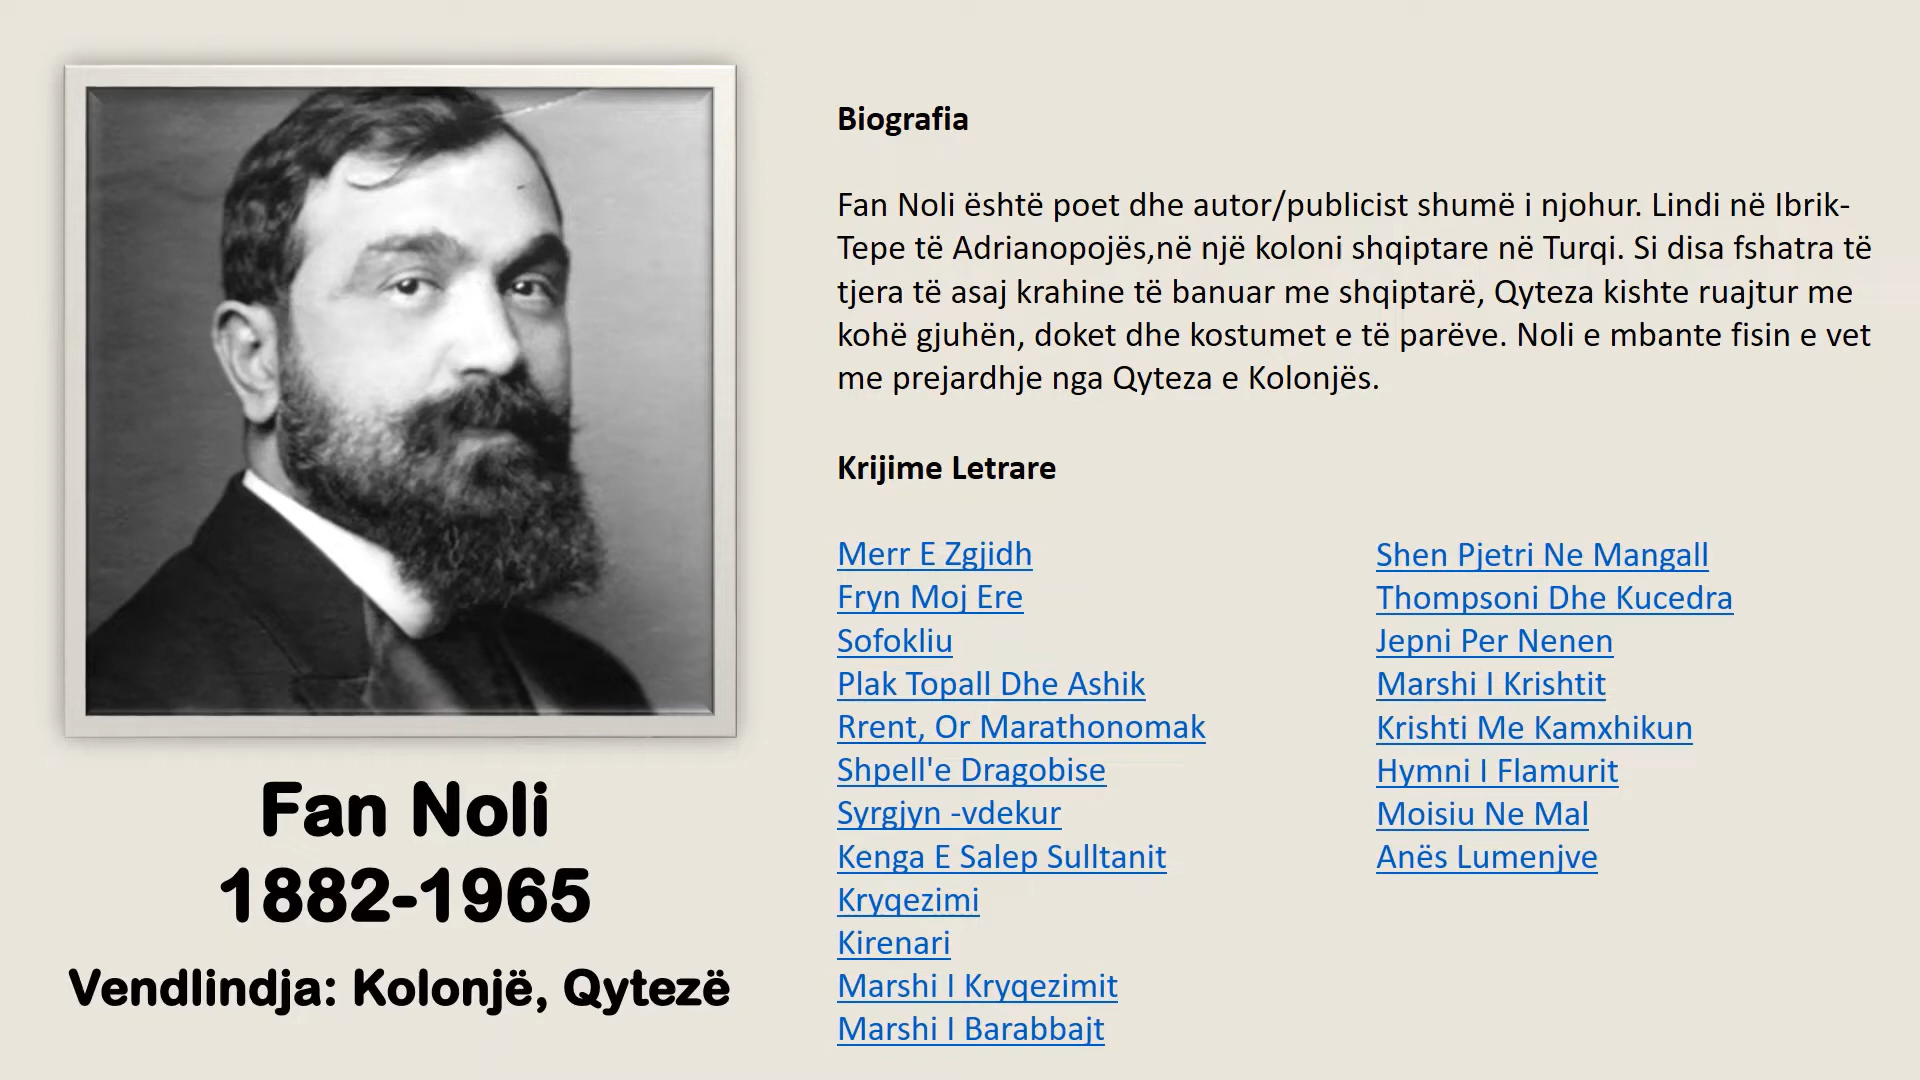 Fan Noli
1882-1965
Vendlindja: Kolonjë, Qytezë
Biografia
Fan Noli është poet dhe autor/publicist shumë i njohur. Lindi në Ibrik-
Tepe të Adrianopojës,në një koloni shqiptare në Turqi. Si disa fshatra të
tjera të asaj krahine të banuar me shqiptarë, Qyteza kishte ruajtur me
kohë gjuhën, doket dhe kostumet e të parëve. Noli e mbante fisin e vet
me prejardhje nga Qyteza e Kolonjës.
Krijime Letrare
Merr E Zgjidh
Fryn Moj Ere
Sofokliu
Plak Topall Dhe Ashik
Rrent, Or Marathonomak
Shpell'e Dragobise
Syrgjyn -vdekur
Kenga E Salep Sulltanit
Kryqezimi
Kirenari
Marshi I Kryqezimit
Marshi I Barabbajt
Shen Pjetri Ne Mangall
Thompsoni Dhe Kucedra
Jepni Per Nenen
Marshi I Krishtit
Krishti Me Kamxhikun
Hymni I Flamurit
Moisiu Ne Mal
Anës Lumenjve